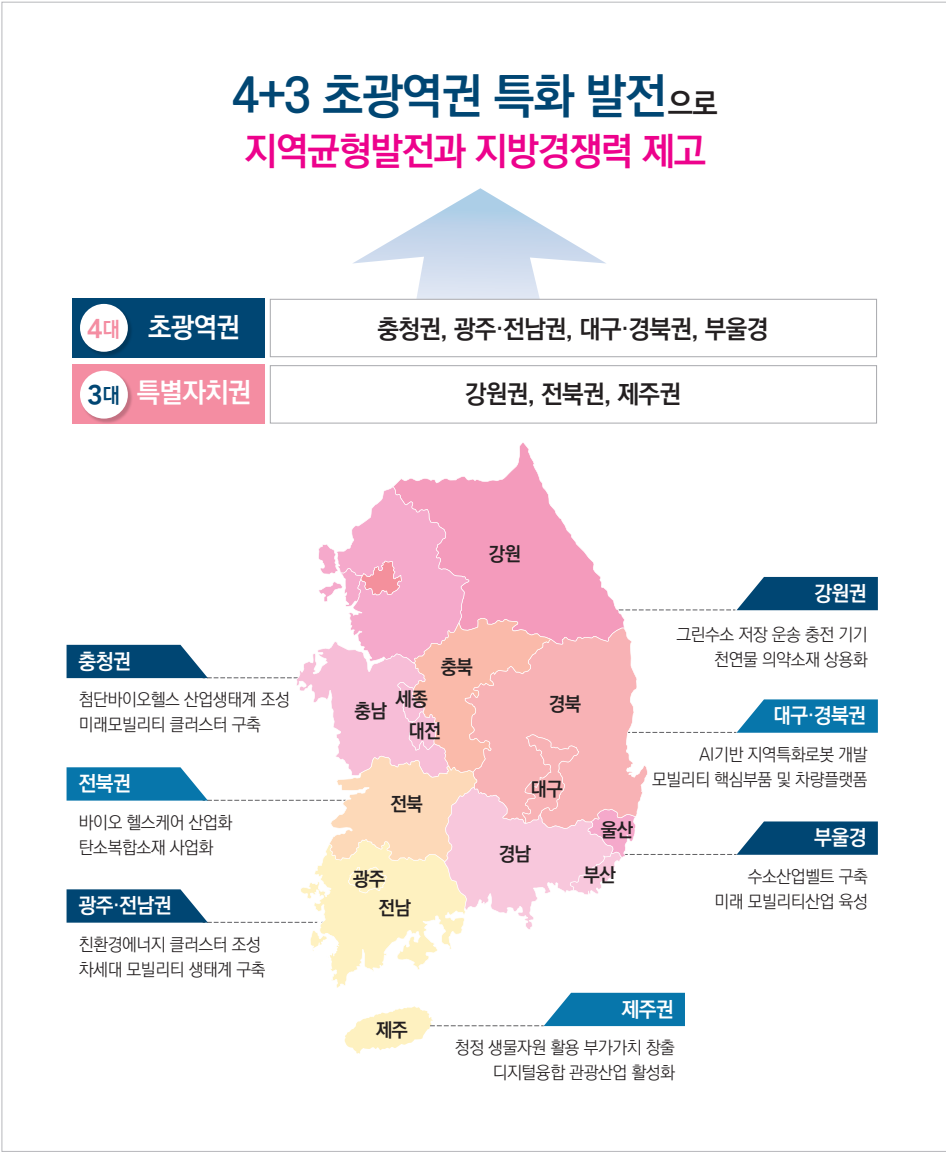 4+3 초광역권 특화 발전으로
지역균형발전과 지방경쟁력 제고
4대 초광역권
충청권, 광주·전남권, 대구·경북권, 부울경
3대 특별자치권
강원권, 전북권, 제주권
강원
충북
충남
세종
대전
경북
대구
전북
울산
경남
부산
광주
전남
제주
충청권
첨단바이오헬스 산업생태계 조성
미래모빌리티 클러스터 구축
전북권
바이오 헬스케어 산업화
탄소복합소재 사업화
광주·전남권
친환경에너지 클러스터 조성
차세대 모빌리티 생태계 구축
강원권
그린수소 저장 운송 충전 기기
천연물 의약소재 상용화
대구·경북권
AI기반 지역특화로봇 개발
모빌리티 핵심부품 및 차량플랫폼
부울경
수소산업벨트 구축
미래 모빌리티산업 육성
제주권
청정 생물자원 활용 부가가치 창출
디지털융합 관광산업 활성화